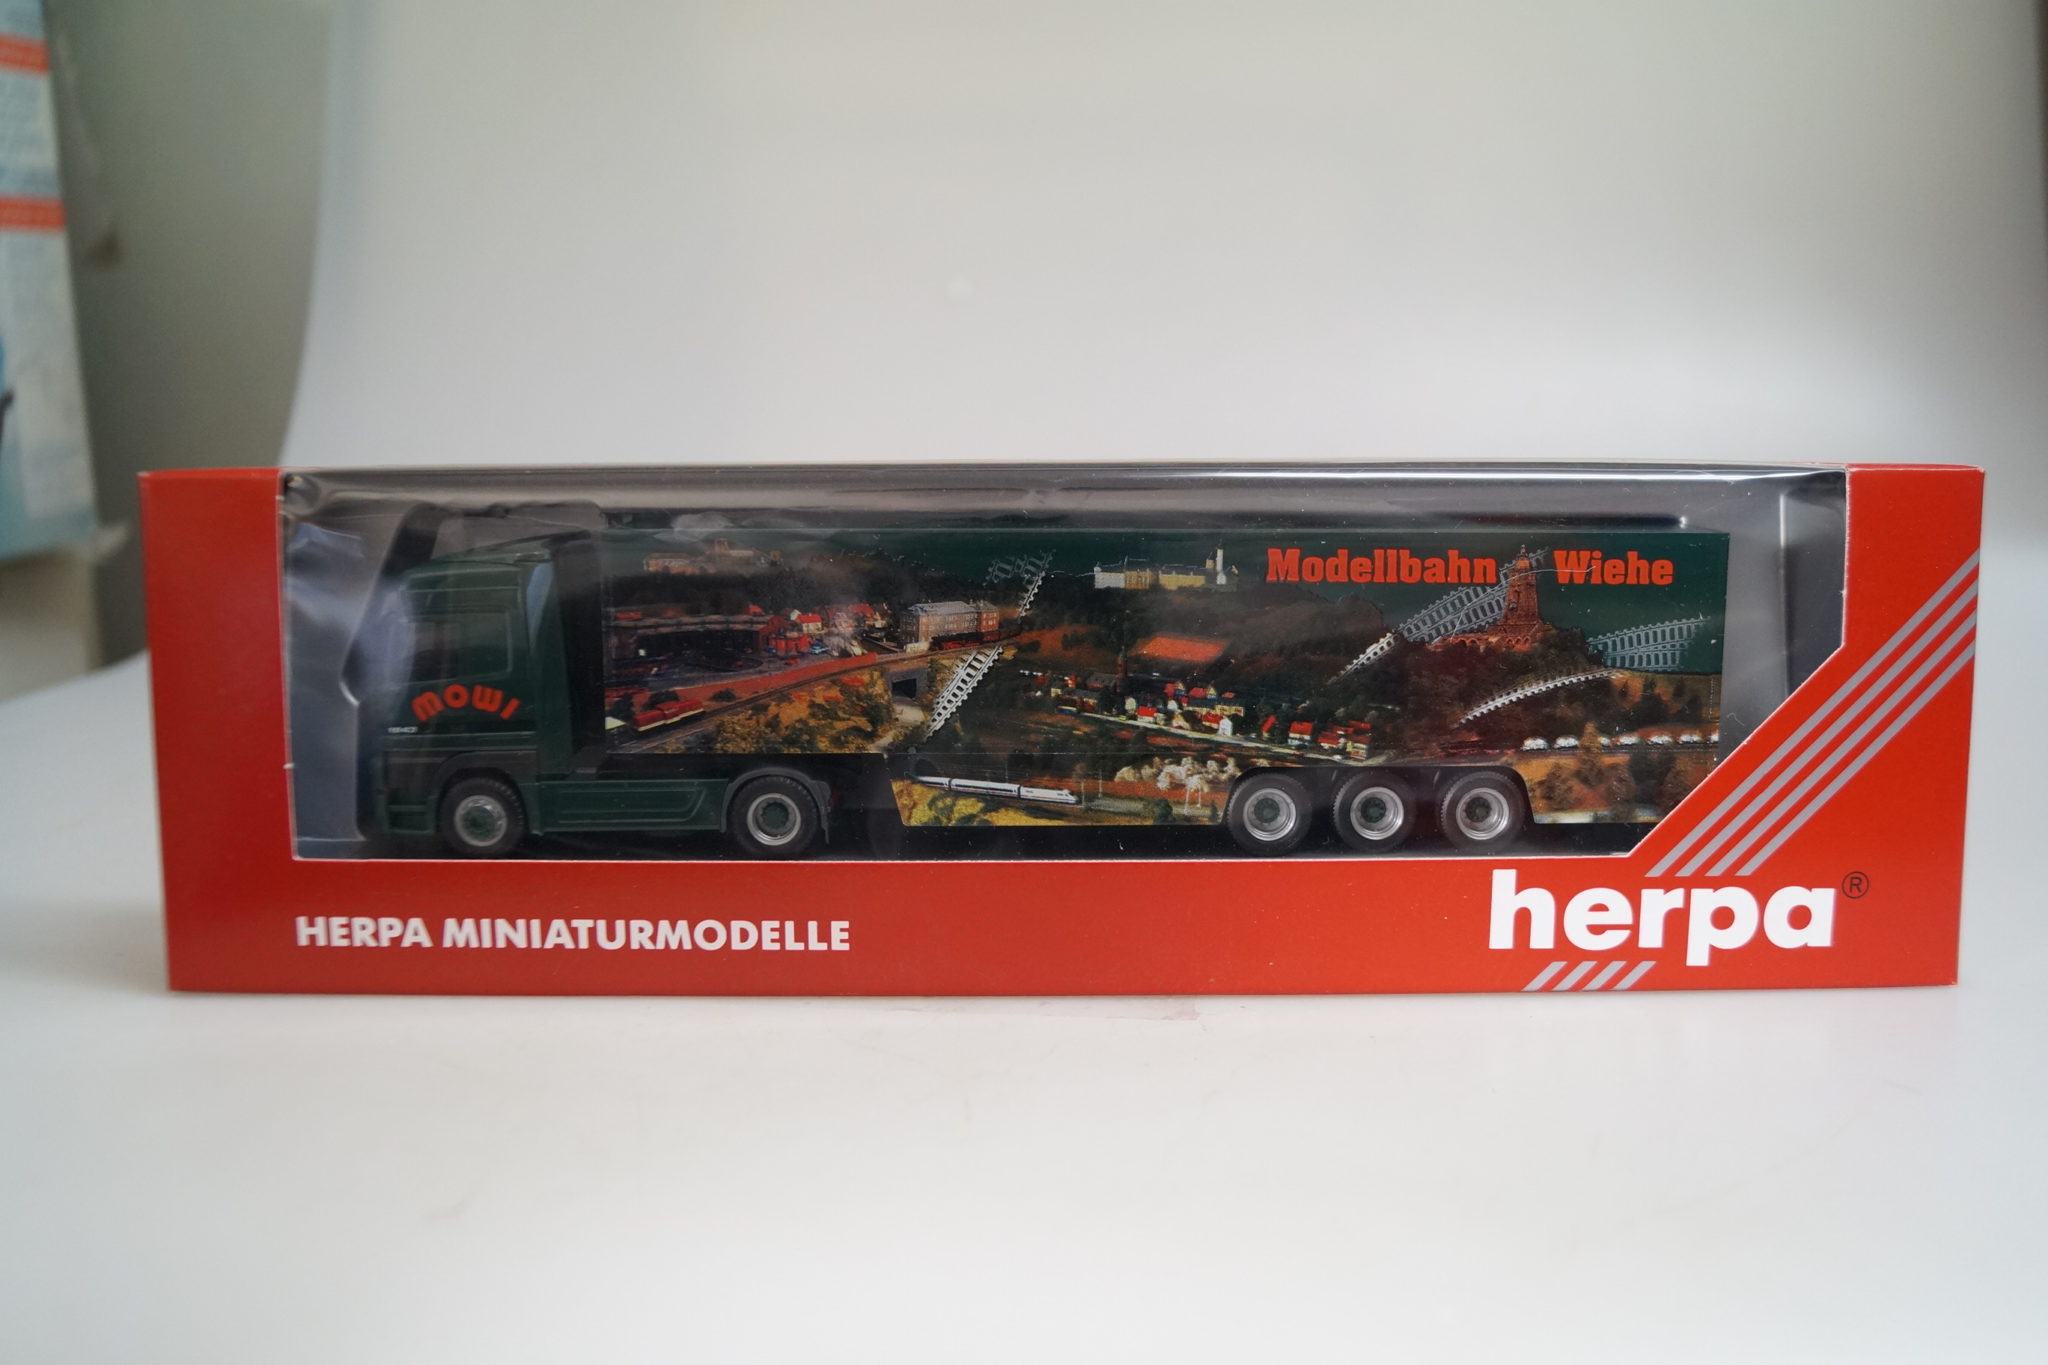 Modellbahn Wiehe
MOWI
HERPA MINIATURMODELLE
herpa®